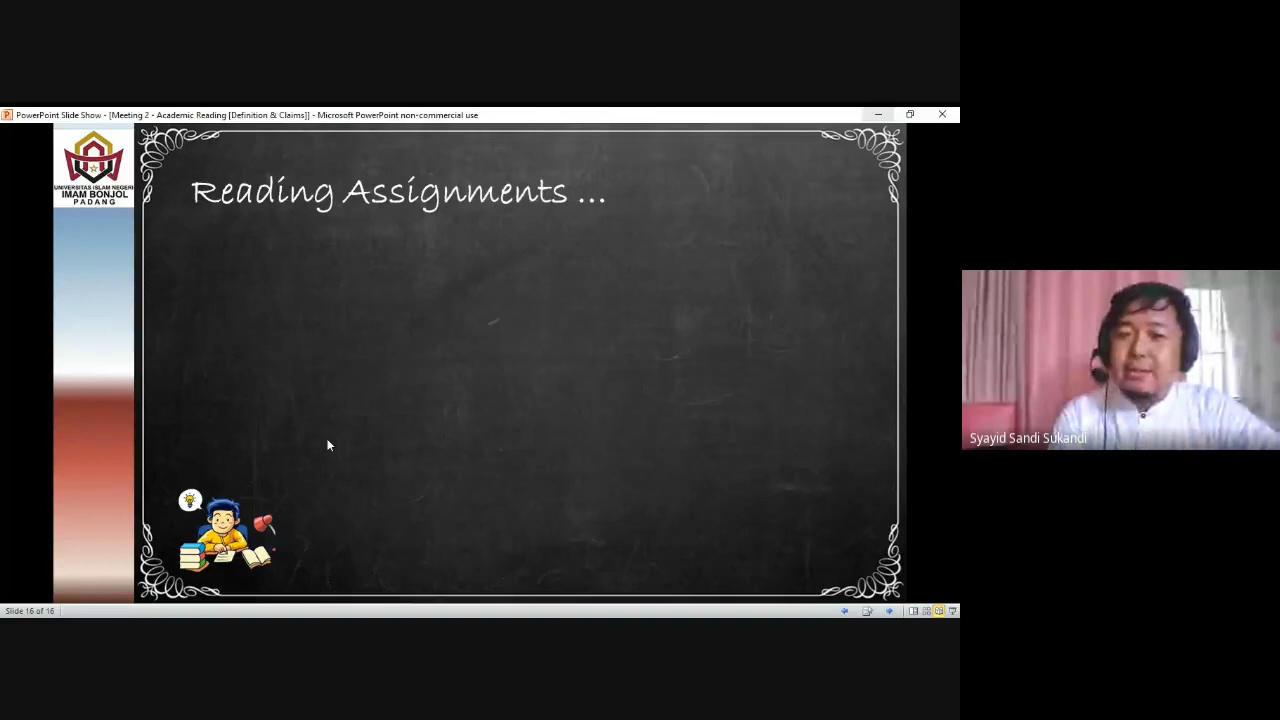 PowerPoint Slide Show - [Meeting 2 - Academic Reading [Definition & Claims]] - Microsoft PowerPoint non-commercial use
UNIVERSITAS ISLAM NEGERI
IMAM BONJOL
PADANG
Reading Assignments ...
Syayid Sandi Sukandi
Slide 16 of 16